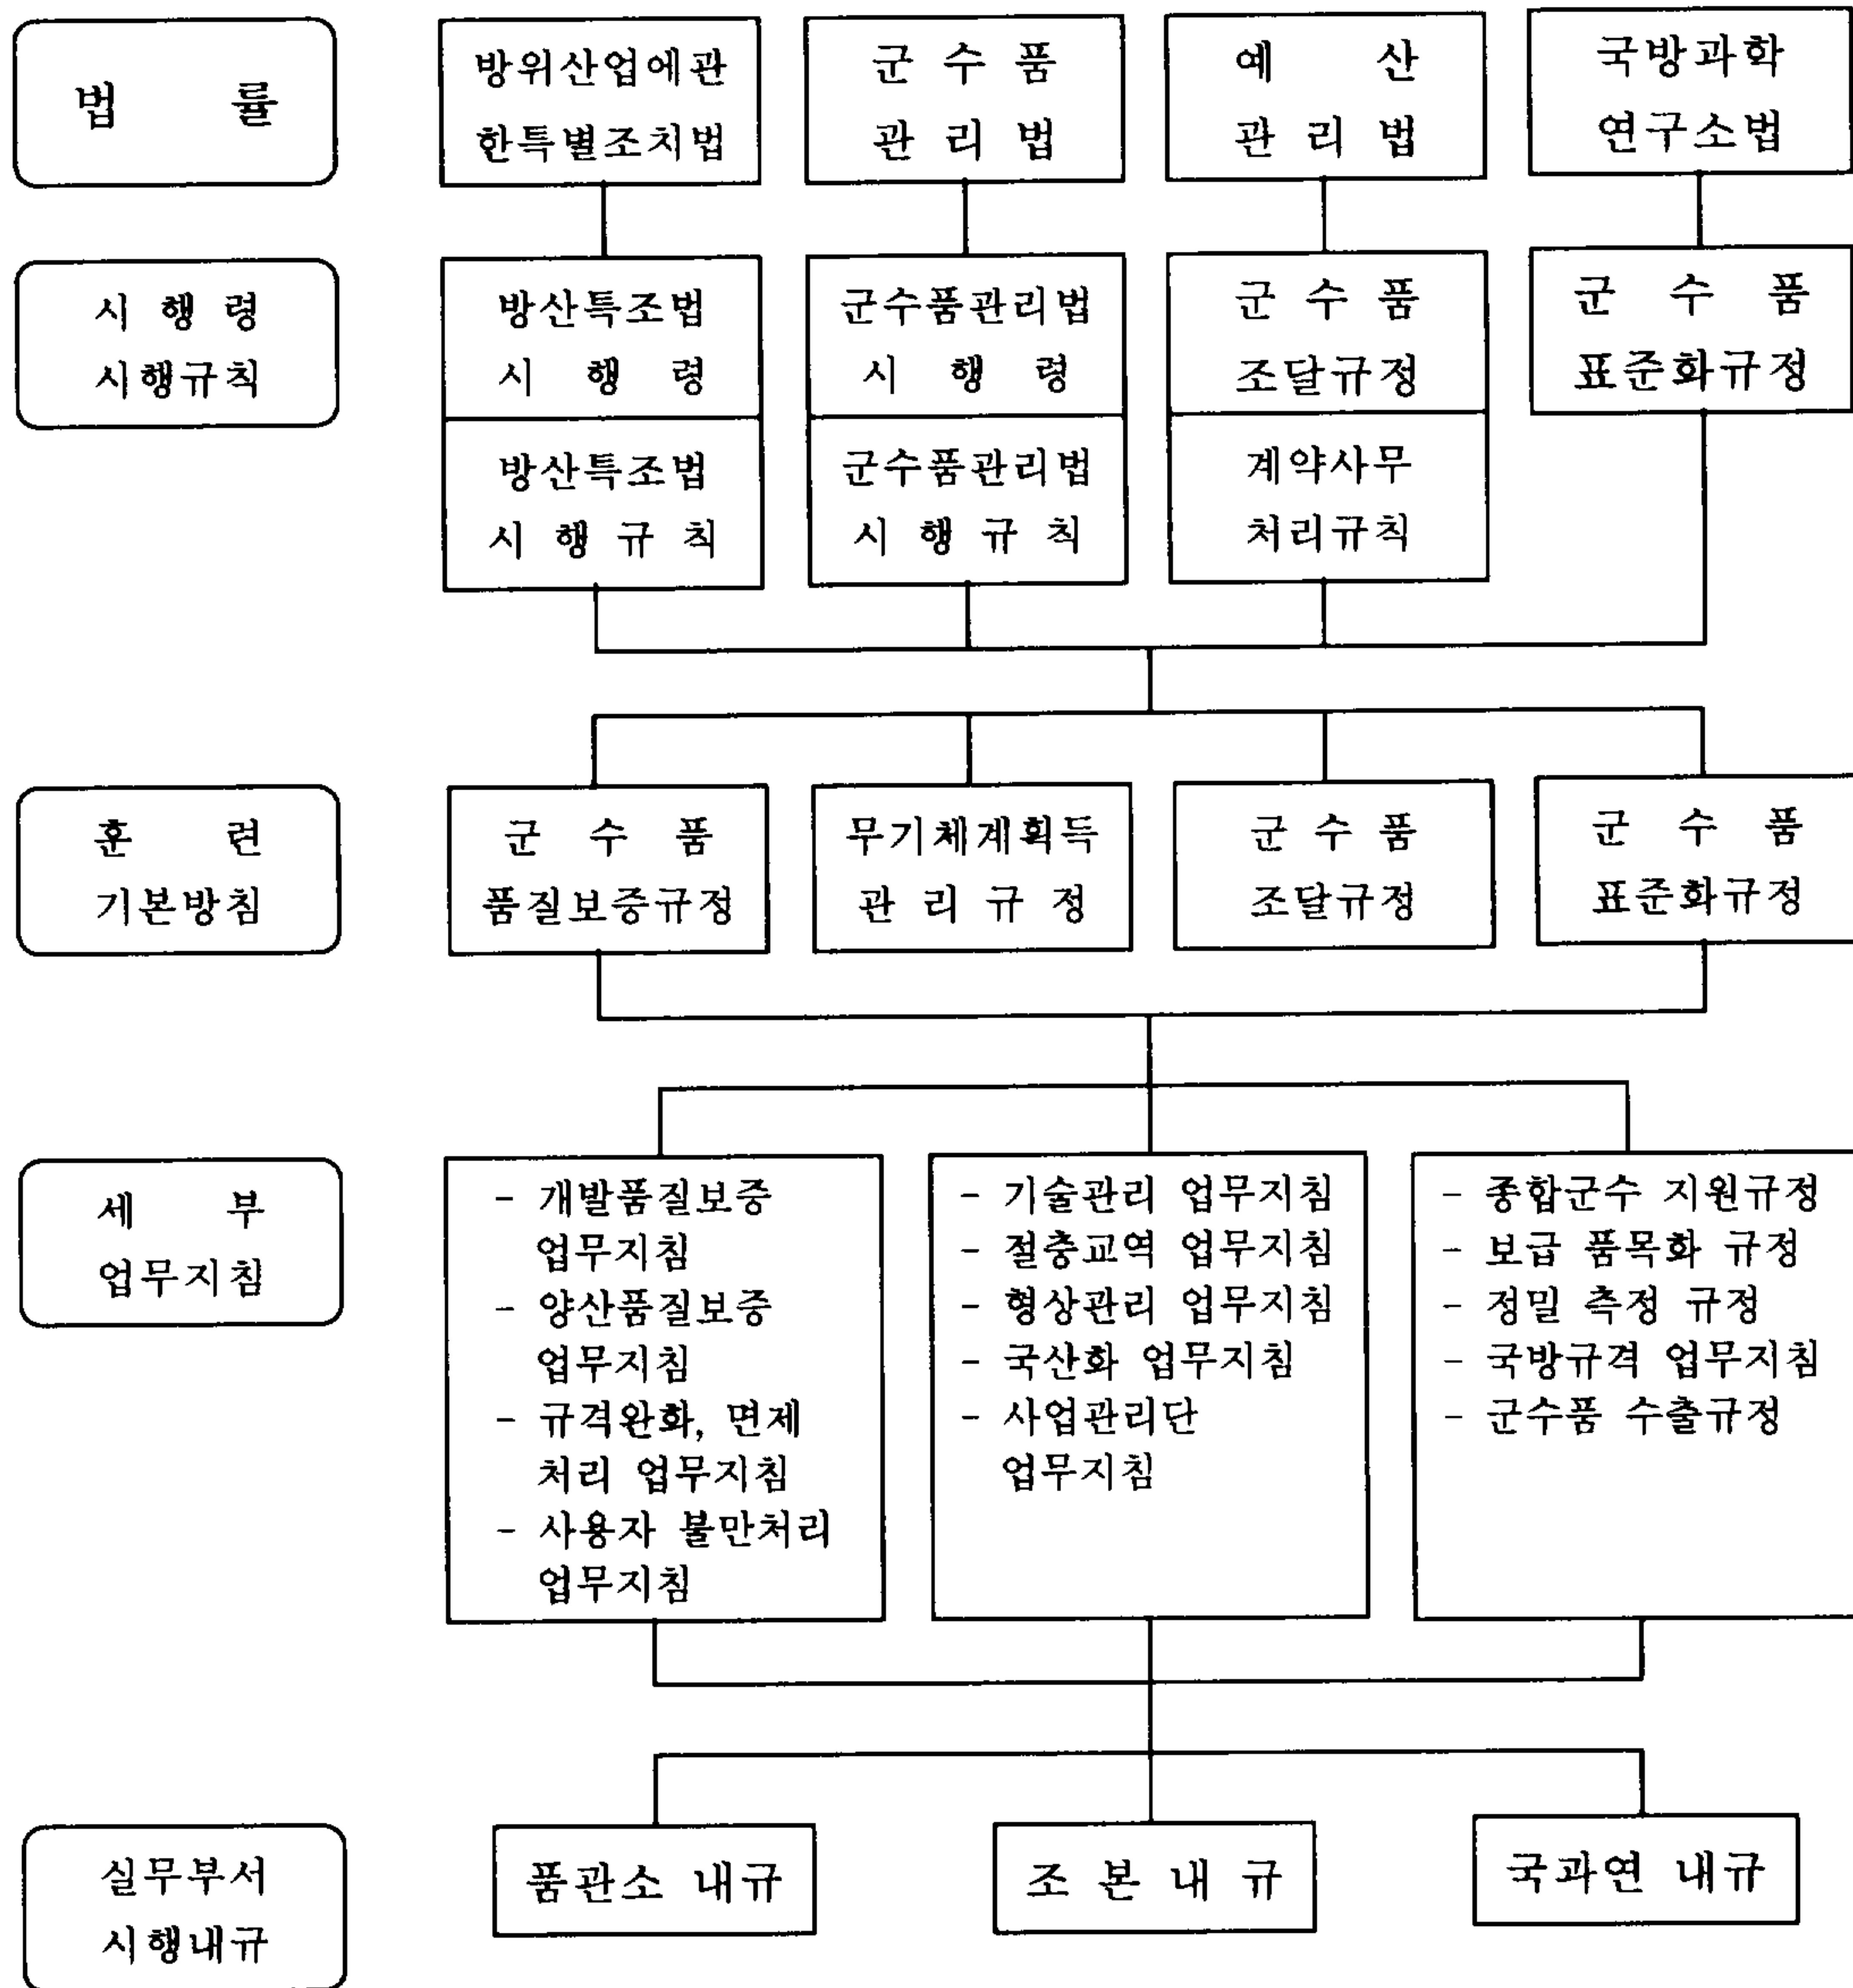 법 률
방위산업에관
한특별조치법
군 수 품
관 리 법
예 산
관 리 법
국방과학
연구소법
시 행 령
시행규칙
방산특조법
시 행 령
방산특조법
시 행 규 칙
군수품관리법
시 행 령
군수품관리법
시 행 규 칙
군 수 품
조달규정
계약사무
처리규칙
군 수 품
표준화규정
훈 련
기본방침
군 수 품
품질보증규정
무기체계획득
관 리 규 정
군 수 품
조달규정
군 수 품
표준화규정
세 부
업무지침
- 개발품질보증
업무지침
- 양산품질보증
업무지침
- 규격완화, 면제
처리 업무지침
- 사용자 불만처리
업무지침
- 기술관리 업무지침
- 절충교역 업무지침
- 형상관리 업무지침
- 국산화 업무지침
- 사업관리단
업무지침
- 종합군수 지원규정
- 보급 품목화 규정
- 정밀 측정 규정
- 국방규격 업무지침
- 군수품 수출규정
실무부서
시행내규
품관소 내규
조 본 내 규
국과연 내규